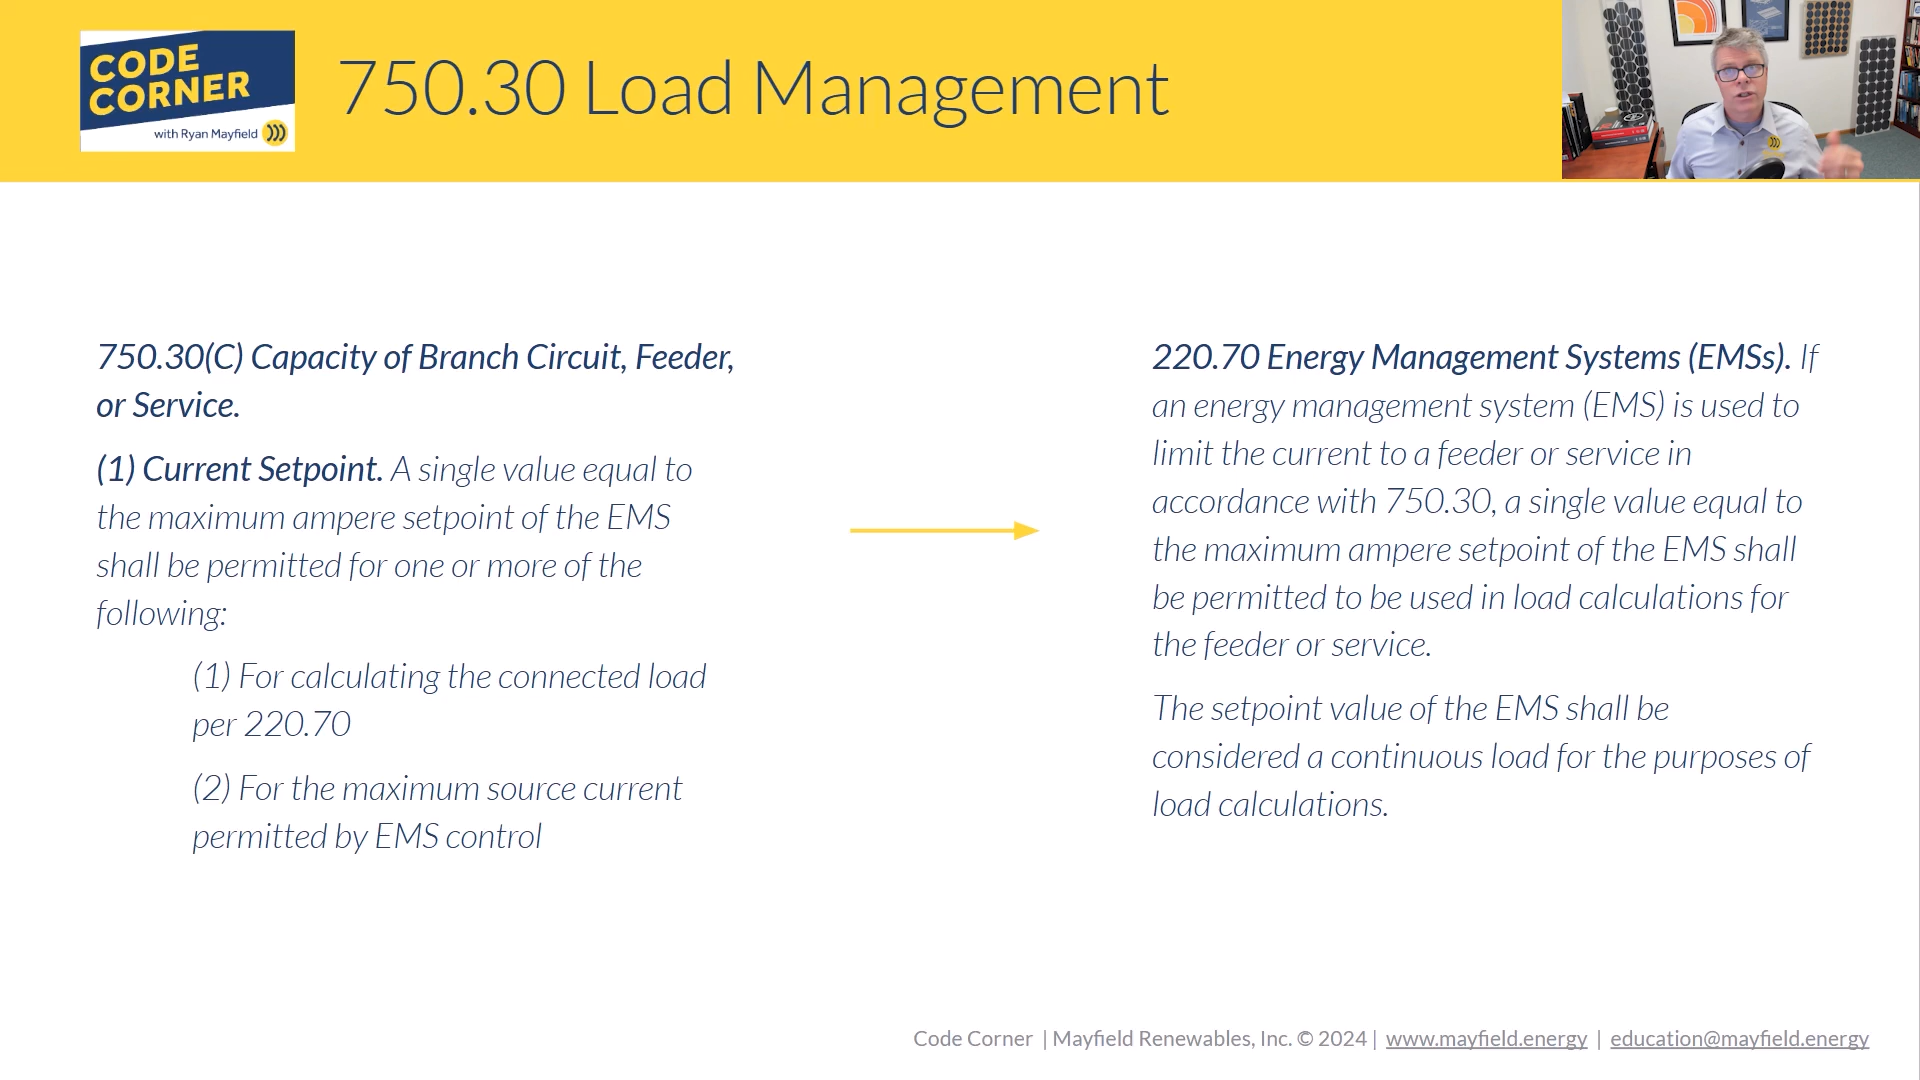 CODE
CORNER
with Ryan Mayfield
750.30 Load Management
750.30(C) Capacity of Branch Circuit, Feeder,
or Service.
(1) Current Setpoint. A single value equal to
the maximum ampere setpoint of the EMS
shall be permitted for one or more of the
following:
(1) For calculating the connected load
per 220.70
(2) For the maximum source current
permitted by EMS control
220.70 Energy Management Systems (EMSs). If
an energy management system (EMS) is used to
limit the current to a feeder or service in
accordance with 750.30, a single value equal to
the maximum ampere setpoint of the EMS shall
be permitted to be used in load calculations for
the feeder or service.
The setpoint value of the EMS shall be
considered a continuous load for the purposes of
load calculations.
Code Corner | Mayfield Renewables, Inc. © 2024 | www.mayfield.energy | education@mayfield.energy